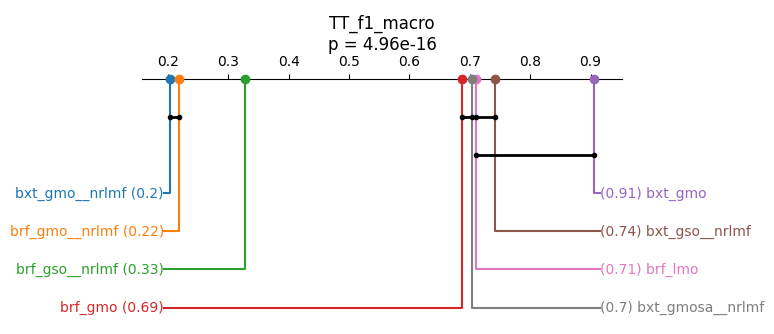 TT_f1_macro
p = 4.96e-16
0.2 0.3 0.4 0.5 0.6 0.7 0.8 0.9
bxt_gmo__nrlmf (0.2)
(0.91) bxt_gmo
brf_gmo__nrlmf (0.22)
(0.74) bxt_gso__nrlmf
brf_gso__nrlmf (0.33)
(0.71) brf_lmo
brf_gmo (0.69)
(0.7) bxt_gmosa__nrlmf